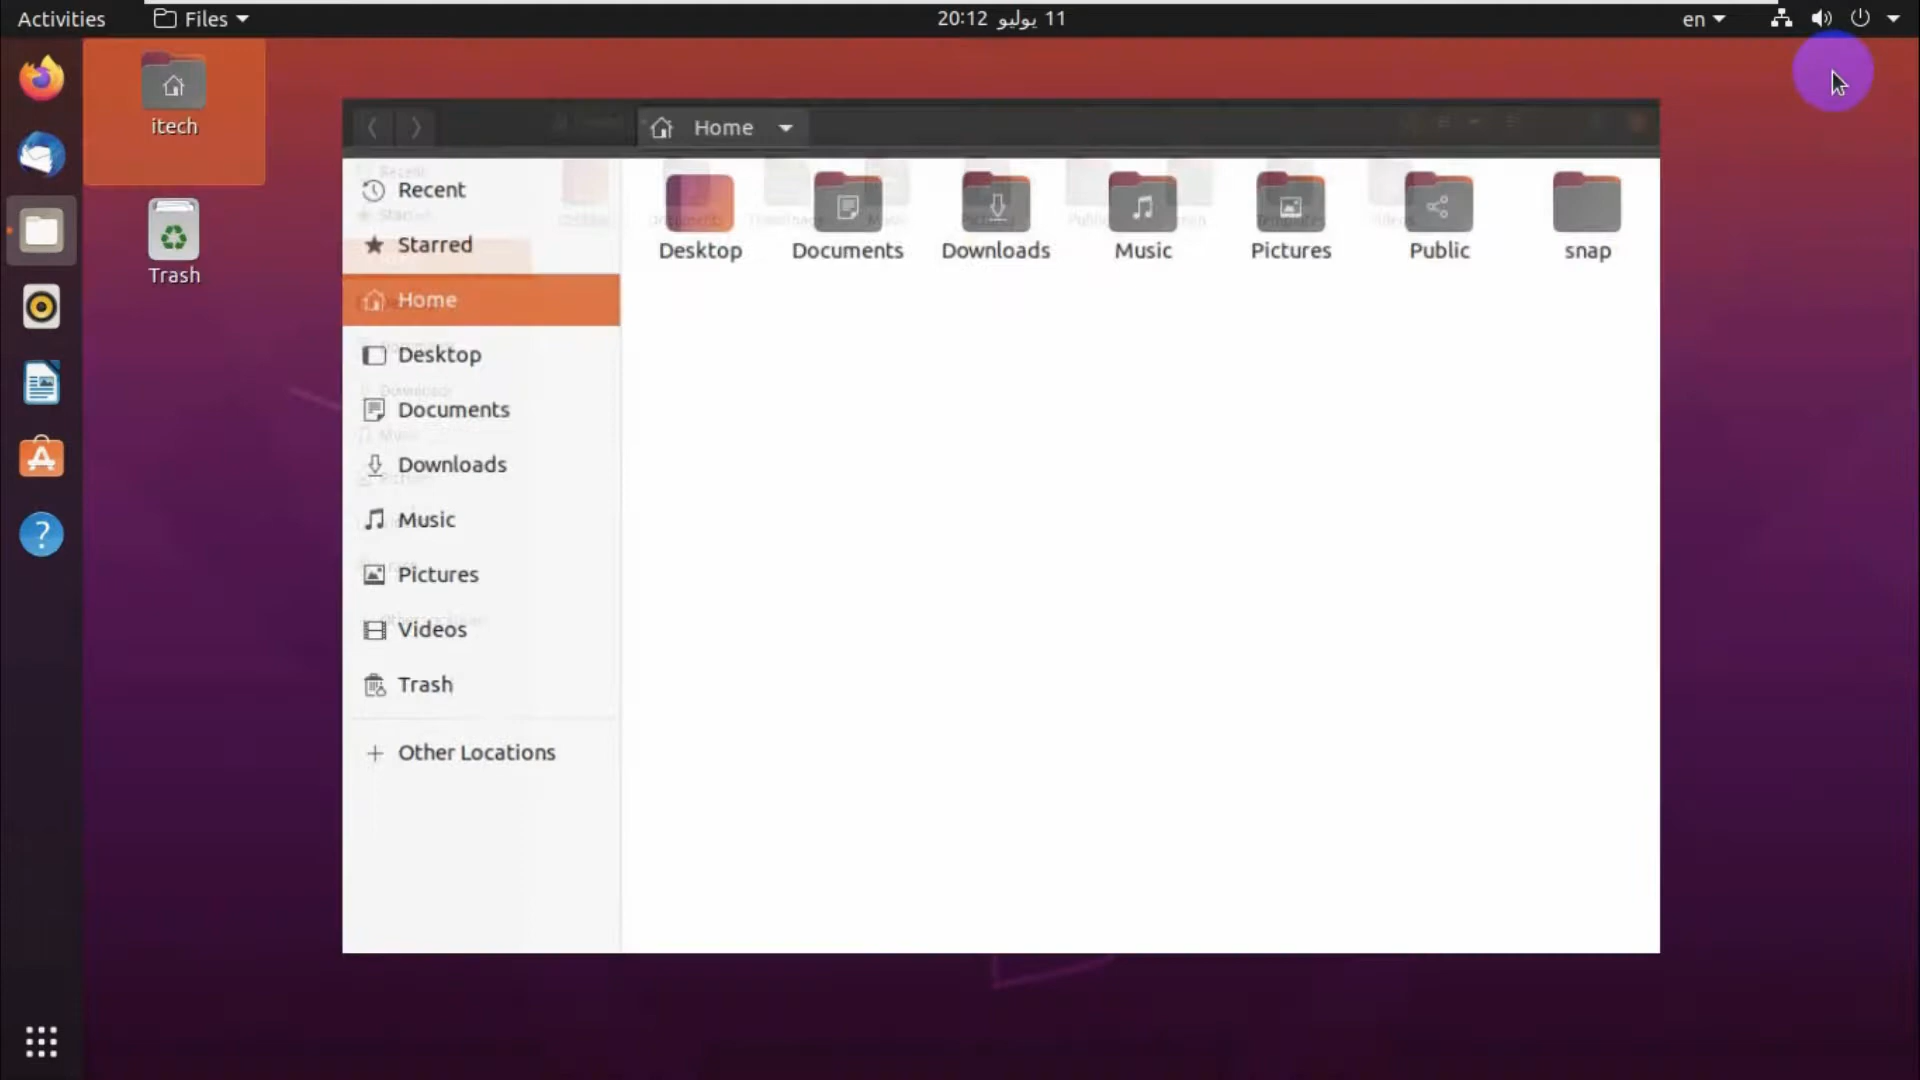 Activities
Files
20:12 11 يوليو
en
itech
Trash
Home
Recent
Starred
Home
Desktop
Documents
Downloads
Music
Pictures
Videos
Trash
Other Locations
Desktop
Documents
Downloads
Music
Pictures
Public
snap